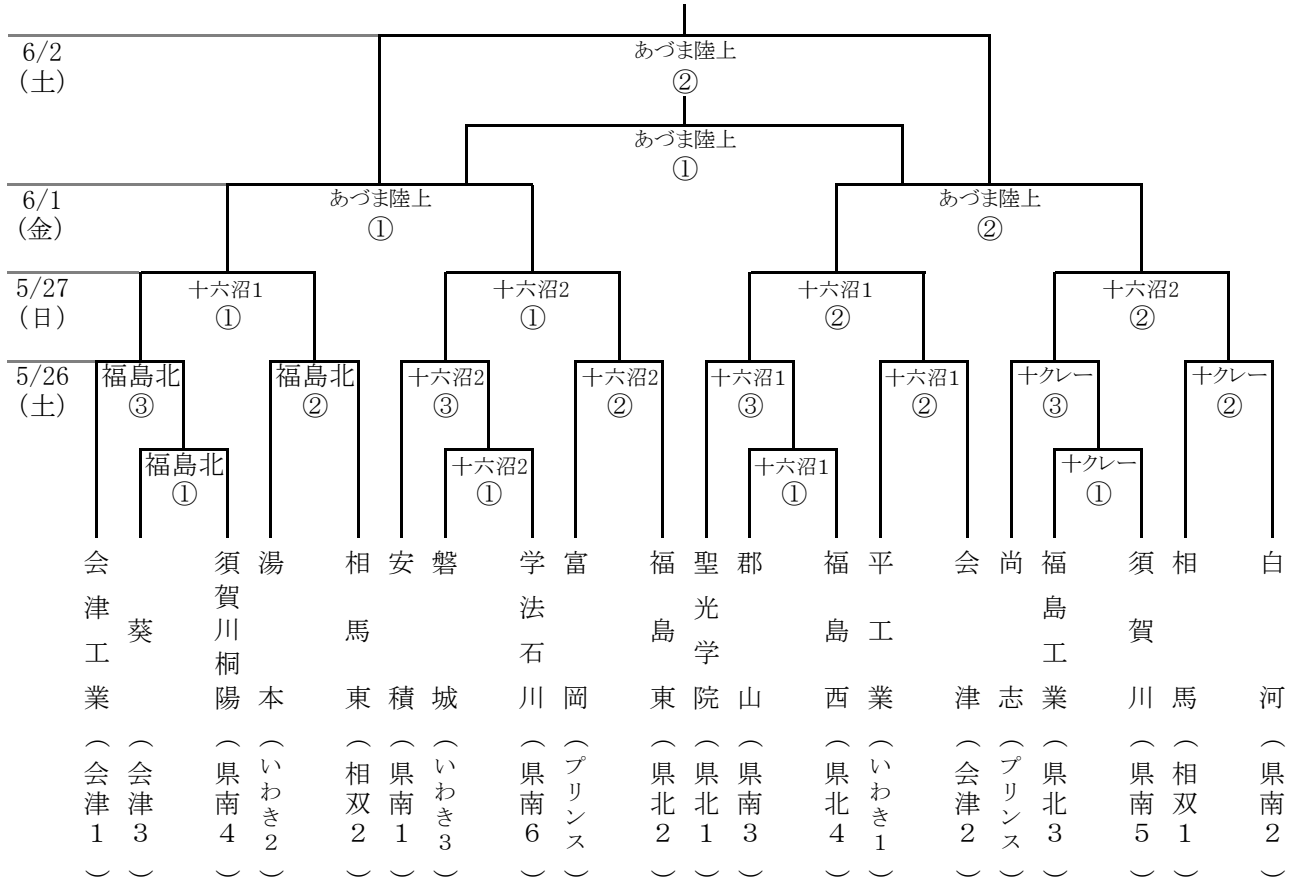 6/2
(土)
あづま陸上
②
あづま陸上
①
6/1
(金)
あづま陸上
①
あづま陸上
②
5/27
(日)
十六沼1
①
十六沼2
①
十六沼1
②
十六沼2
②
5/26
(土)
福島北
③
福島北
②
十六沼2
③
十六沼2
②
十六沼1
③
十六沼1
②
十クレー
③
十クレー
②
福島北
①
十六沼2
①
十六沼1
①
十クレー
①
会津工業(会津1)
葵(会津3)
須賀川桐陽(県南4)
湯本(いわき2)
相馬東(相双2)
安積(県南1)
磐城(いわき3)
学法石川(県南6)
富岡(プリンス)
福島東(県北2)
聖光学院(県北1)
郡山(県南3)
福島西(県北4)
平工業(いわき1)
会津(会津2)
尚志(プリンス)
福島工業(県北3)
須賀川(県南5)
相馬(相双1)
白河(県南2)